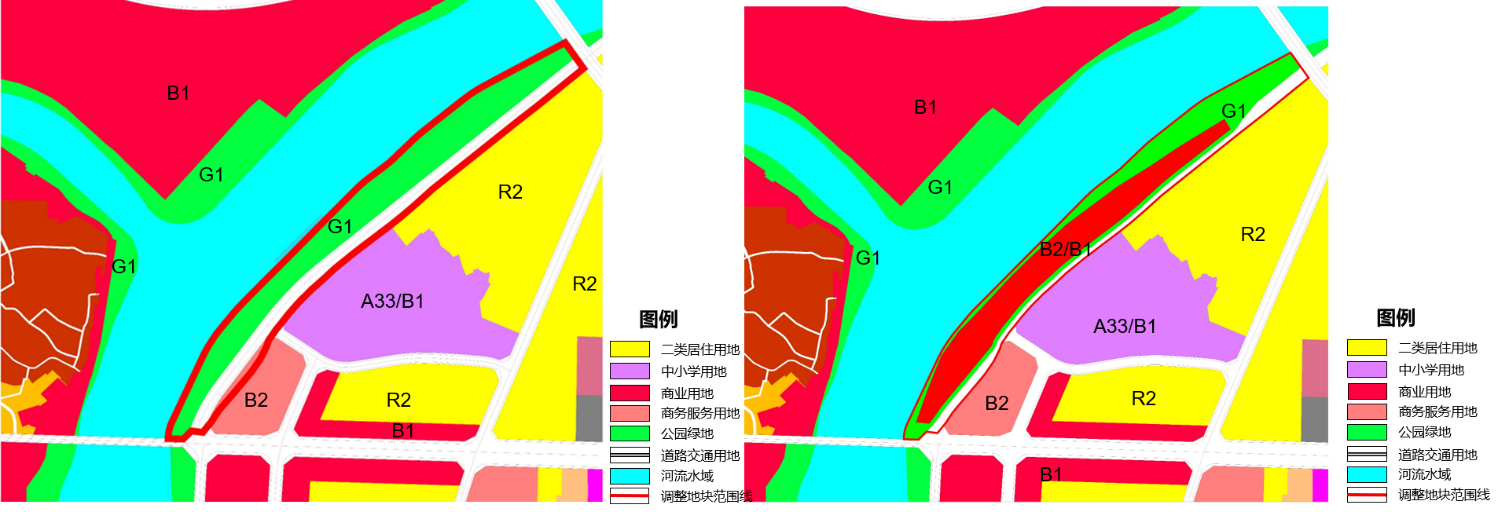 B1
G1
R2
G1
G1
R2
A33/B1
B2
R2
B1
图例
二类居住用地
中小学用地
商业用地
商务服务用地
公园绿地
道路交通用地
河流水域
调整地块范围线
B1
G1
G1
R2
B2/B1
G1
A33/B1
B2
R2
B1
图例
二类居住用地
中小学用地
商业用地
商务服务用地
公园绿地
道路交通用地
河流水域
调整地块范围线